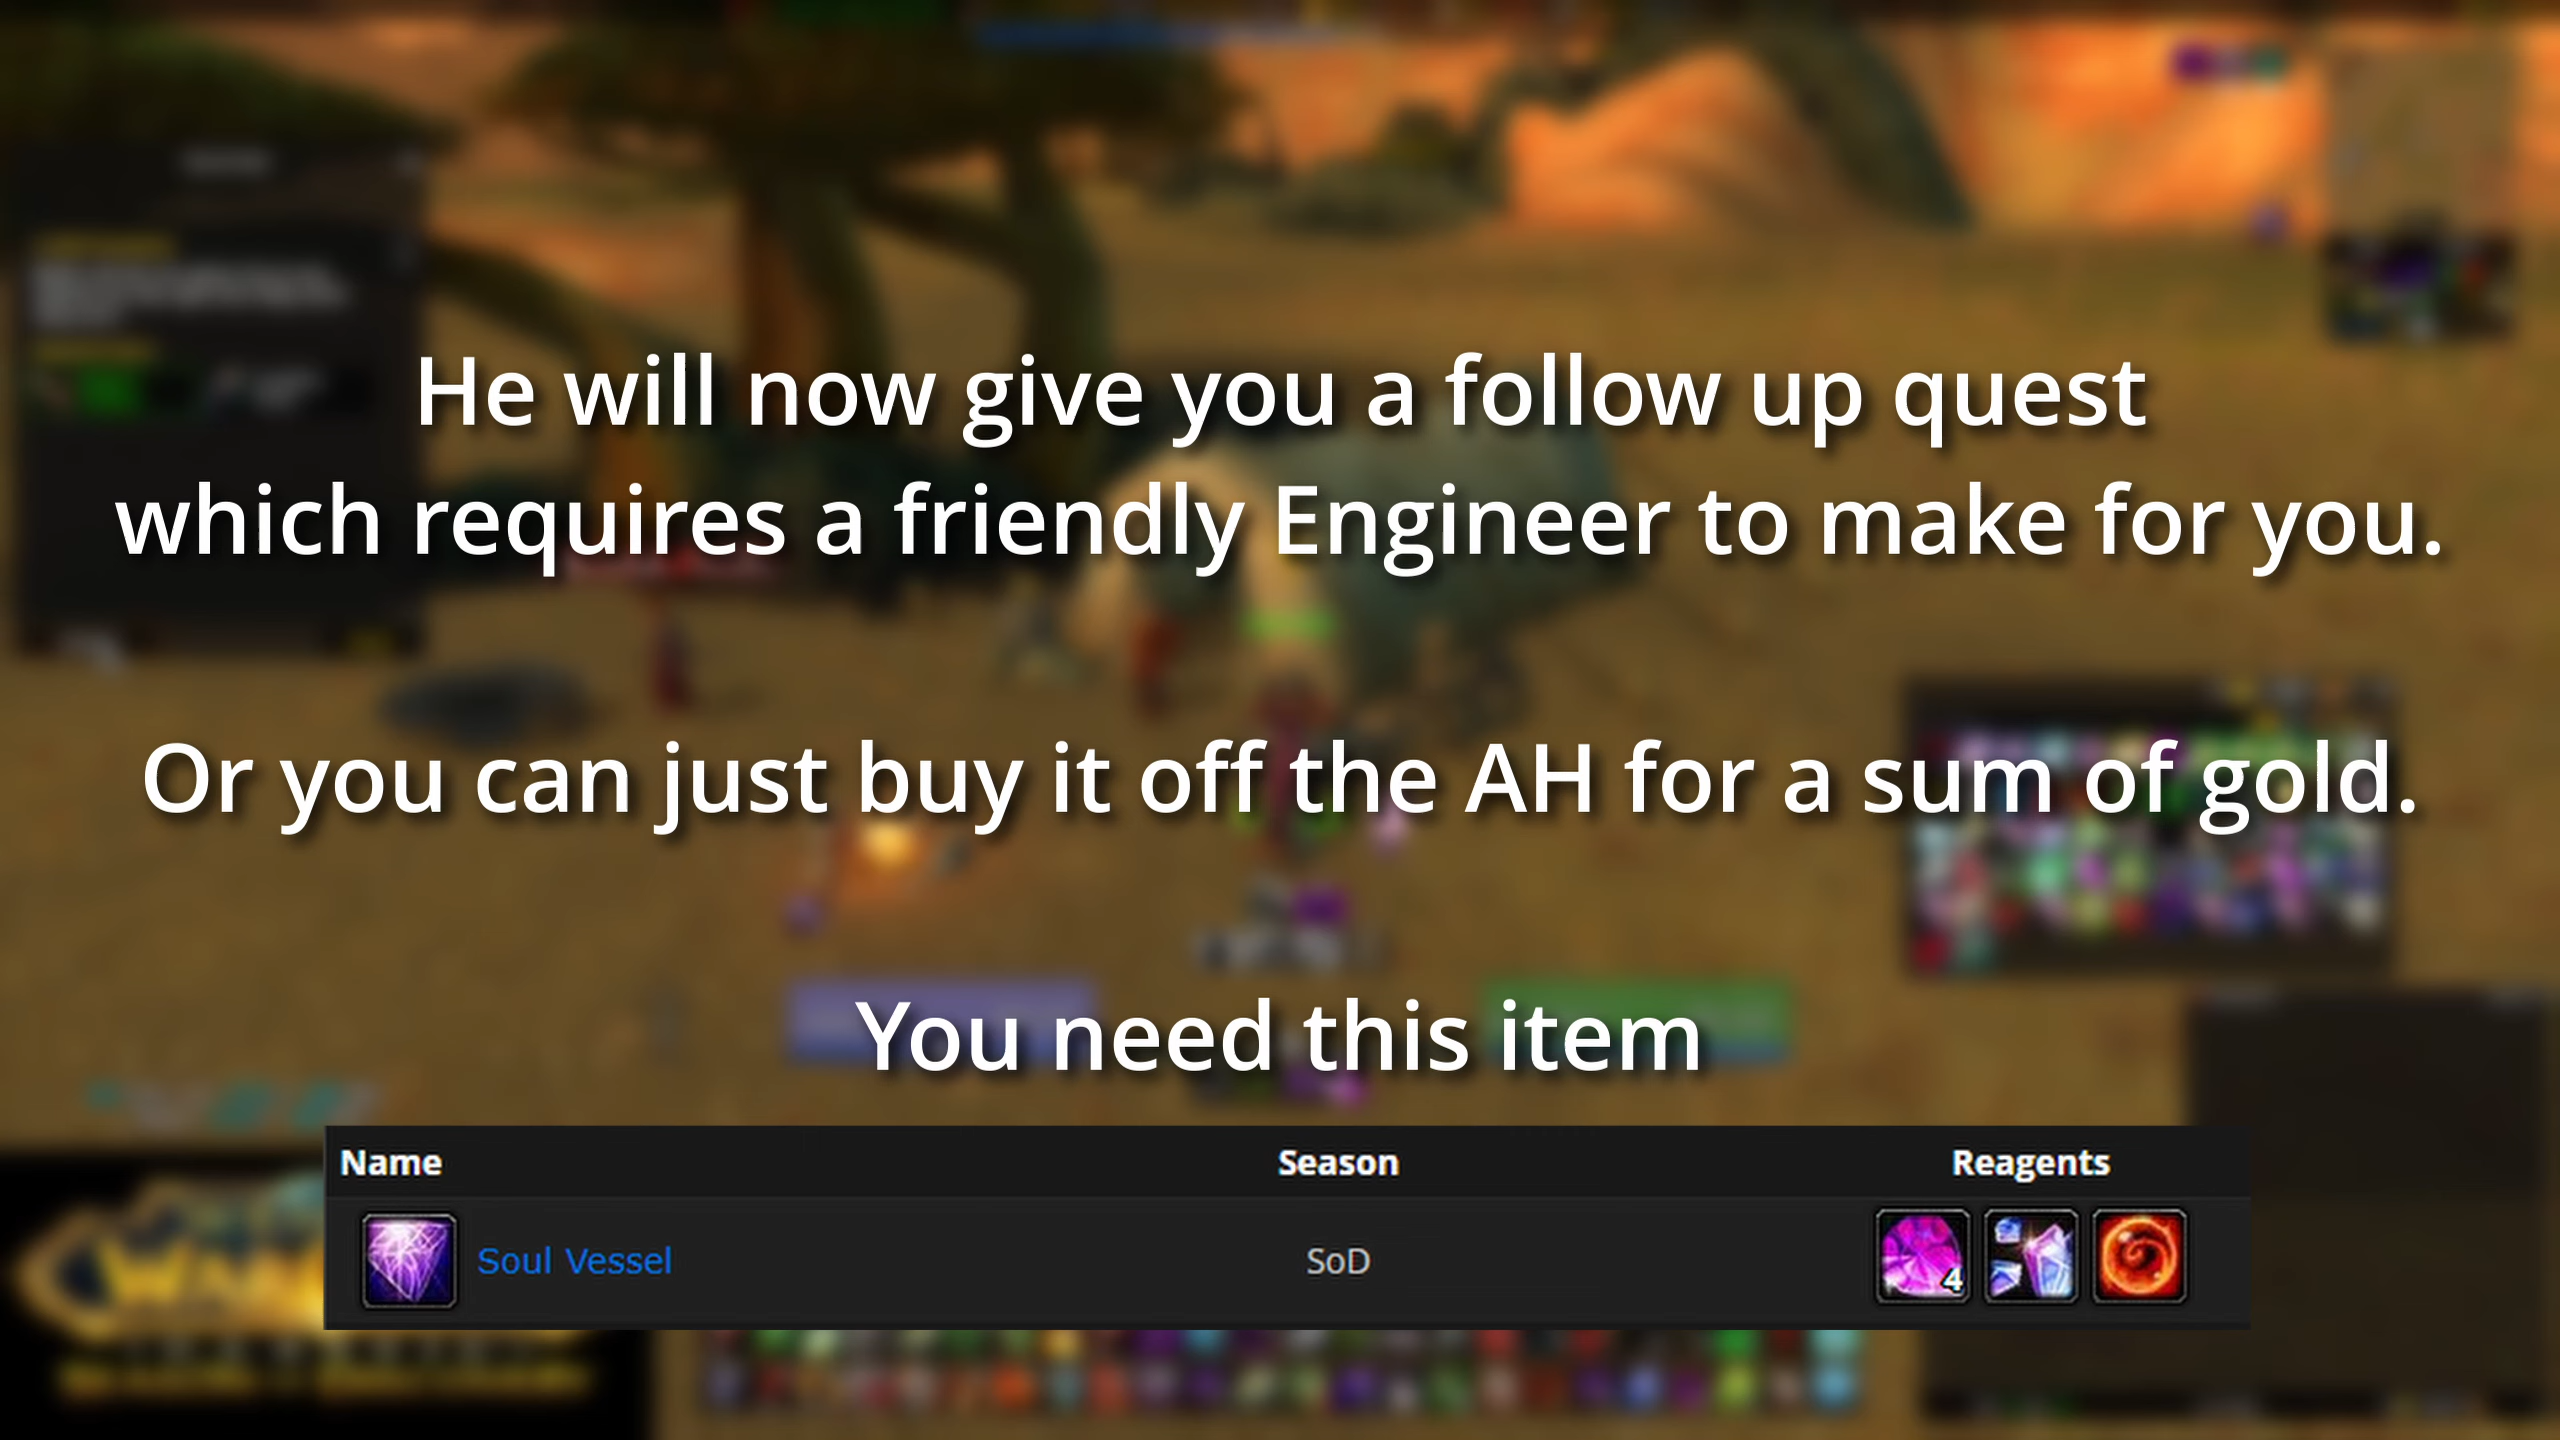 He will now give you a follow up quest
which requires a friendly Engineer to make for you.
Or you can just buy it off the AH for a sum of gold.
You need this item
Name Season Reagents
Soul Vessel SoD 4